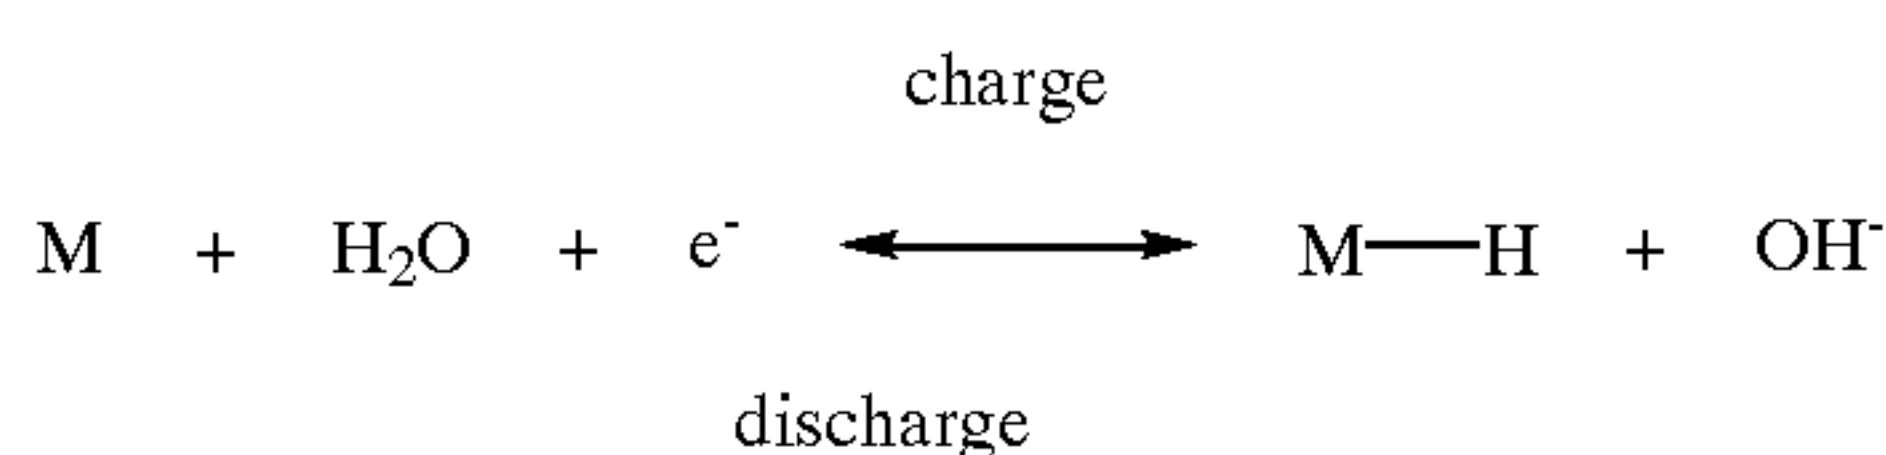 charge
M + H₂O + e⁻ ⟷ M—H + OH⁻
discharge